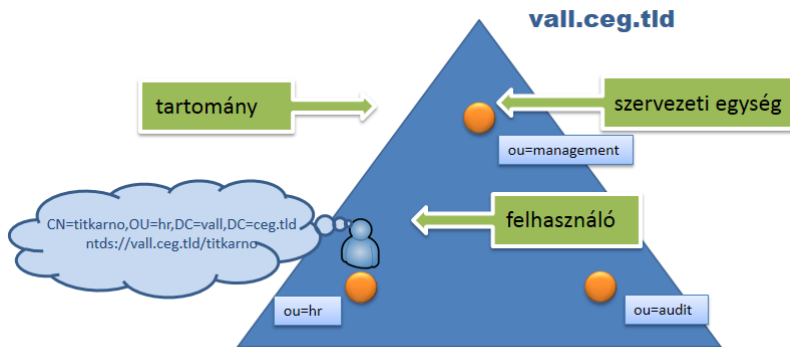 vall.ceg.tld
tartomány
szervezeti egység
ou=management
CN=titkarno,OU=hr,DC=vall,DC=ceg.tld
ntds://vall.ceg.tld/titkarno
felhasználó
ou=hr
ou=audit